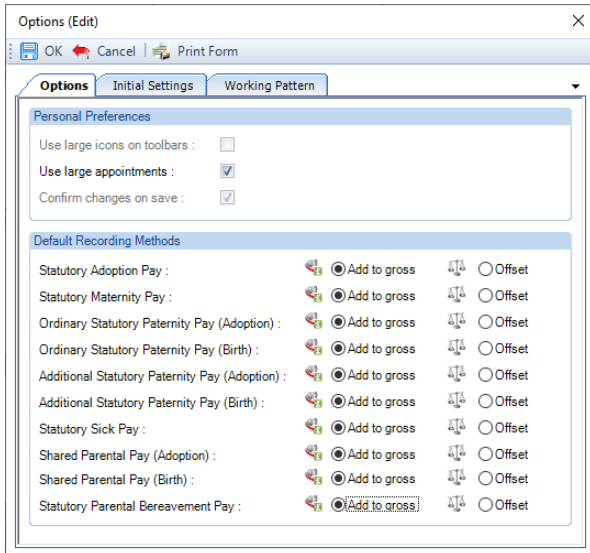 Options (Edit)
OK Cancel Print Form
Options Initial Settings Working Pattern
Personal Preferences
Use large icons on toolbars :
Use large appointments :
Confirm changes on save :
Default Recording Methods
Statutory Adoption Pay : Add to gross Offset
Statutory Maternity Pay : Add to gross Offset
Ordinary Statutory Paternity Pay (Adoption) : Add to gross Offset
Ordinary Statutory Paternity Pay (Birth) : Add to gross Offset
Additional Statutory Paternity Pay (Adoption) : Add to gross Offset
Additional Statutory Paternity Pay (Birth) : Add to gross Offset
Statutory Sick Pay : Add to gross Offset
Shared Parental Pay (Adoption) : Add to gross Offset
Shared Parental Pay (Birth) : Add to gross Offset
Statutory Parental Bereavement Pay : Add to gross Offset